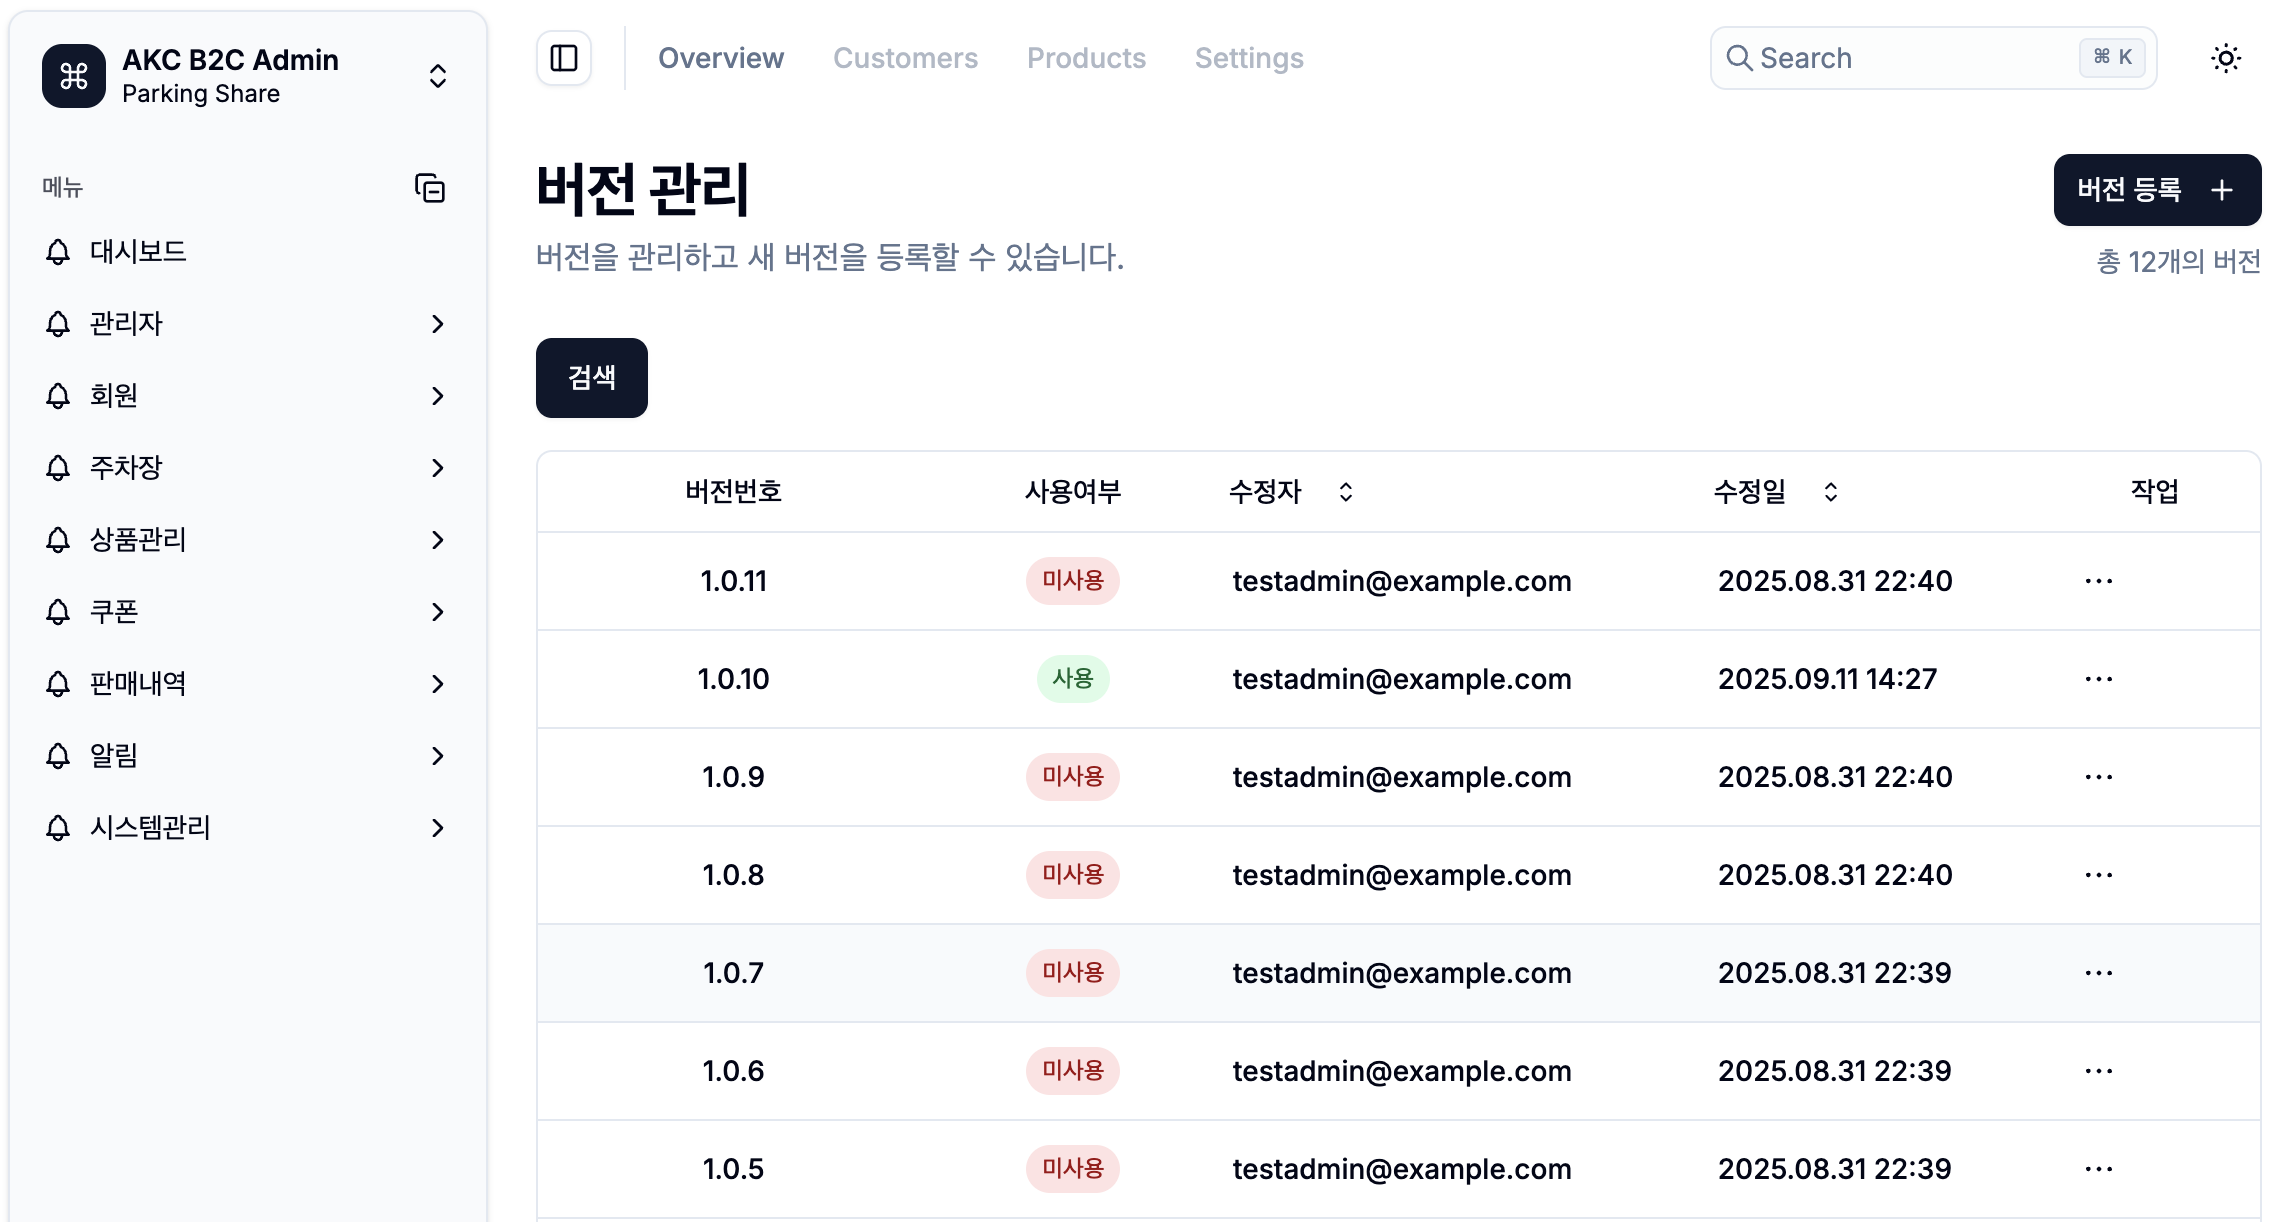 AKC B2C Admin
Parking Share
메뉴
대시보드
관리자
회원
주차장
상품관리
쿠폰
판매내역
알림
시스템관리
Overview Customers Products Settings
Search ⌘ K
버전 관리
버전을 관리하고 새 버전을 등록할 수 있습니다.
버전 등록 +
총 12개의 버전
검색
버전번호 사용여부 수정자 수정일 작업
1.0.11 미사용 testadmin@example.com 2025.08.31 22:40 ···
1.0.10 사용 testadmin@example.com 2025.09.11 14:27 ···
1.0.9 미사용 testadmin@example.com 2025.08.31 22:40 ···
1.0.8 미사용 testadmin@example.com 2025.08.31 22:40 ···
1.0.7 미사용 testadmin@example.com 2025.08.31 22:39 ···
1.0.6 미사용 testadmin@example.com 2025.08.31 22:39 ···
1.0.5 미사용 testadmin@example.com 2025.08.31 22:39 ···